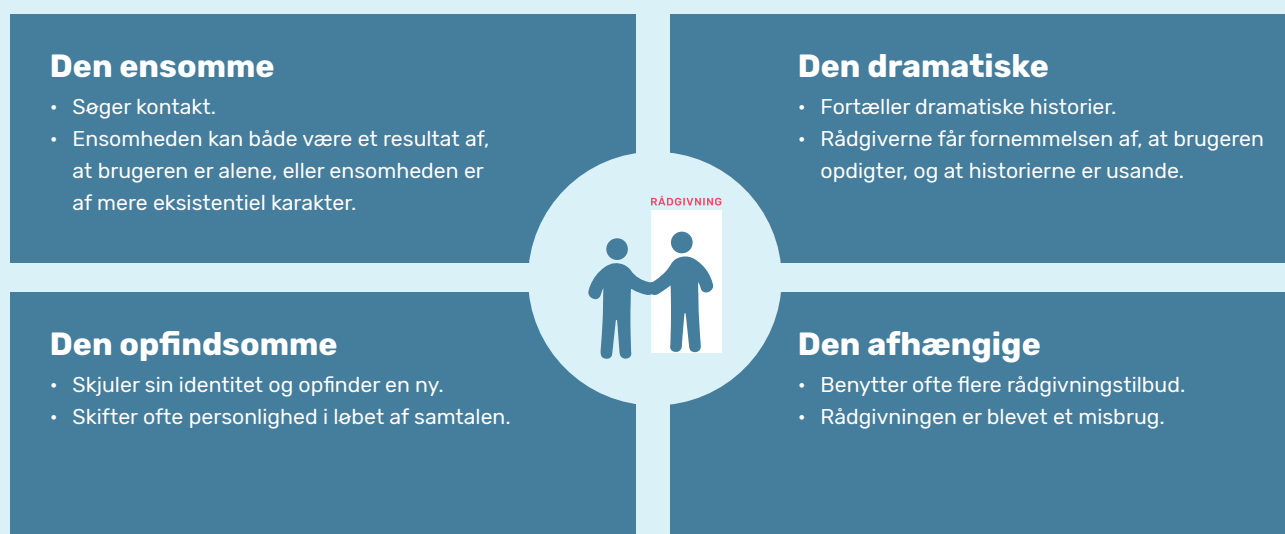 Den ensomme
• Søger kontakt.
• Ensomheden kan både være et resultat af,
at brugeren er alene, eller ensomheden er
af mere eksistentiel karakter.
Den dramatiske
• Fortæller dramatiske historier.
• Rådgiverne får fornemmelsen af, at brugeren
opdigter, og at historierne er usande.
RÅDGIVNING
Den opfindsomme
• Skjuler sin identitet og opfinder en ny.
• Skifter ofte personlighed i løbet af samtalen.
Den afhængige
• Benytter ofte flere rådgivningstilbud.
• Rådgivningen er blevet et misbrug.